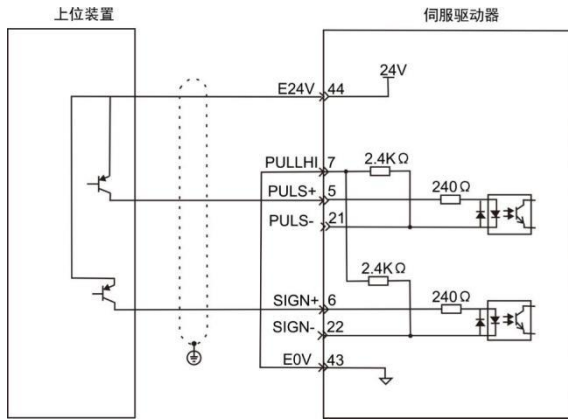 上位装置
伺服驱动器
24V
E24V 44
PULLHI 7
2.4KΩ
PULS+ 5
240Ω
PULS- 21
2.4KΩ
SIGN+ 6
240Ω
SIGN- 22
E0V 43